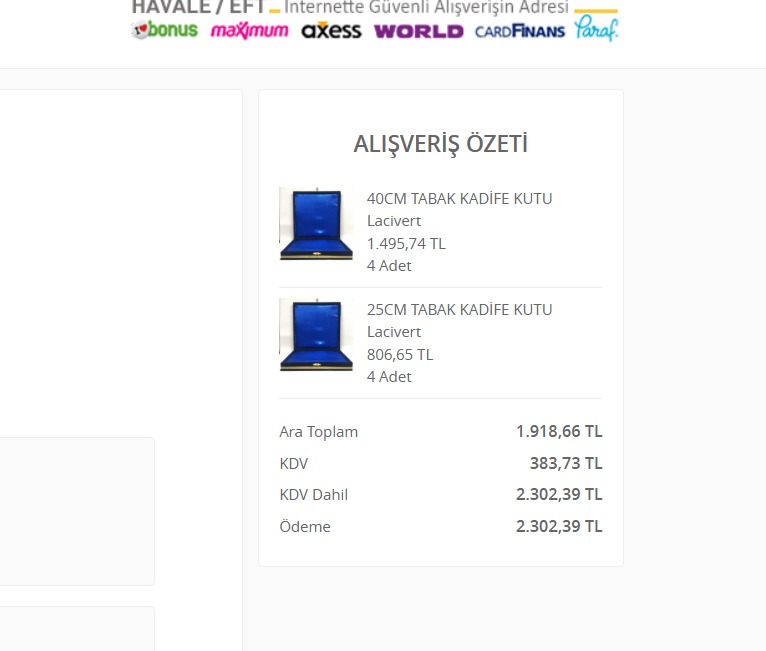 HAVALE / EFT
İnternette Güvenli Alışverişin Adresi
bonus maximum axess WORLD CARDFINANS Paraf.
ALIŞVERİŞ ÖZETİ
40CM TABAK KADİFE KUTU
Lacivert
1.495,74 TL
4 Adet
25CM TABAK KADİFE KUTU
Lacivert
806,65 TL
4 Adet
Ara Toplam 1.918,66 TL
KDV 383,73 TL
KDV Dahil 2.302,39 TL
Ödeme 2.302,39 TL